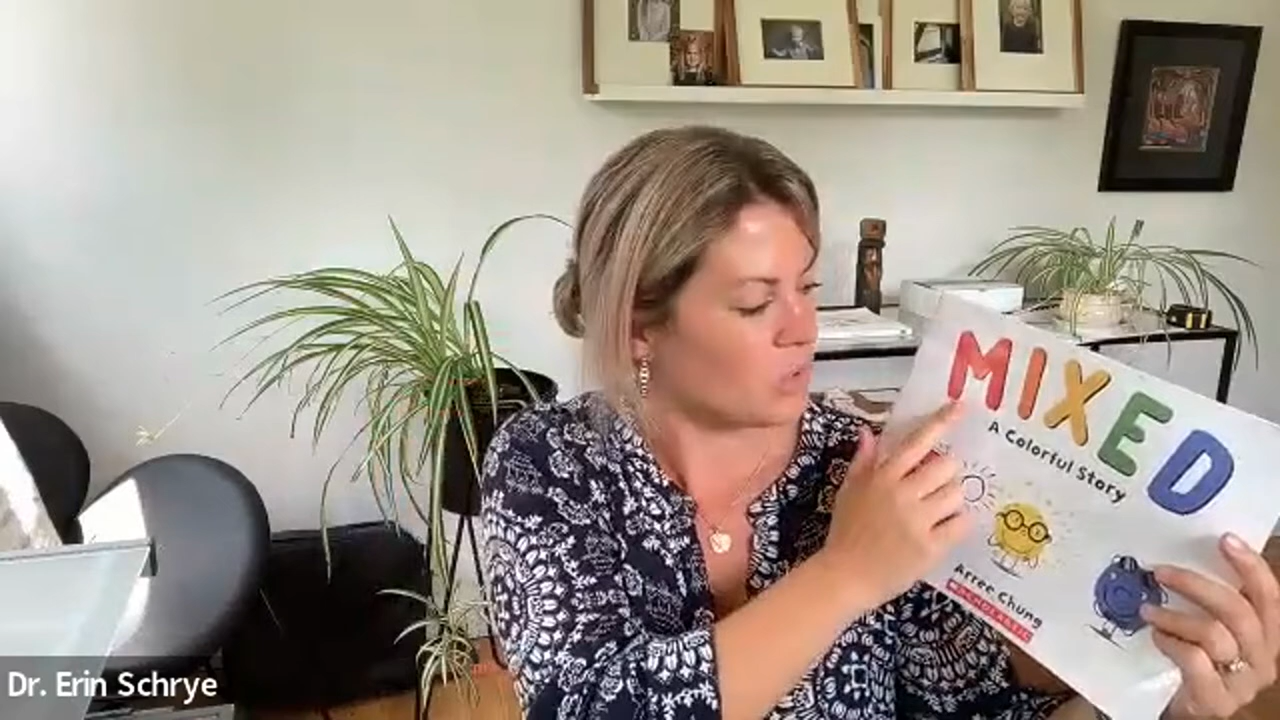 MIXED
A Colorful Story
Arree Chung
SCHOLASTIC
Dr. Erin Schrye